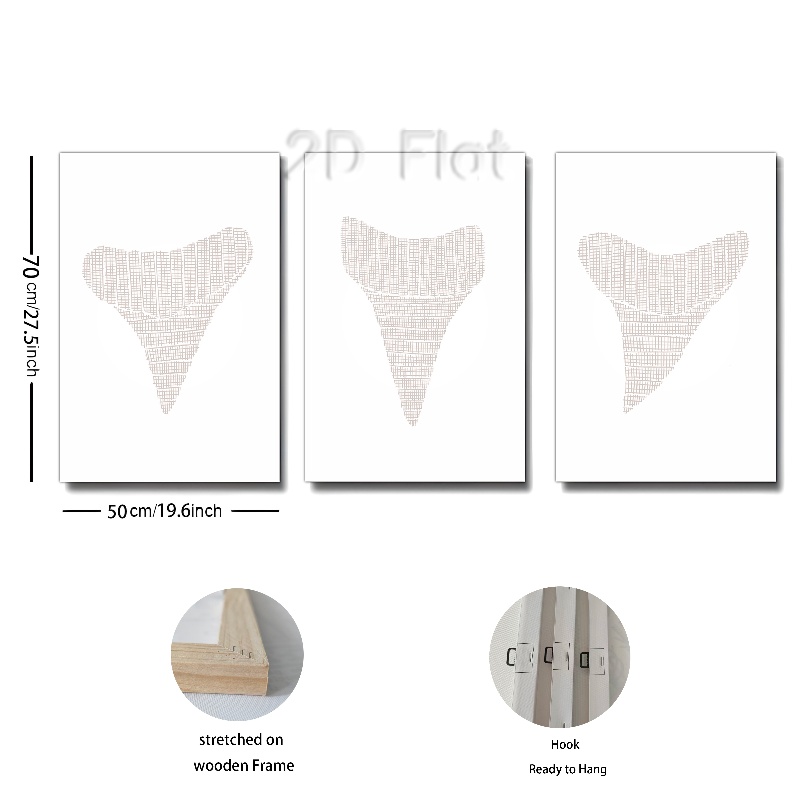 2D Flat
70 cm/27.5inch
50cm/19.6inch
stretched on
wooden Frame
Hook
Ready to Hang